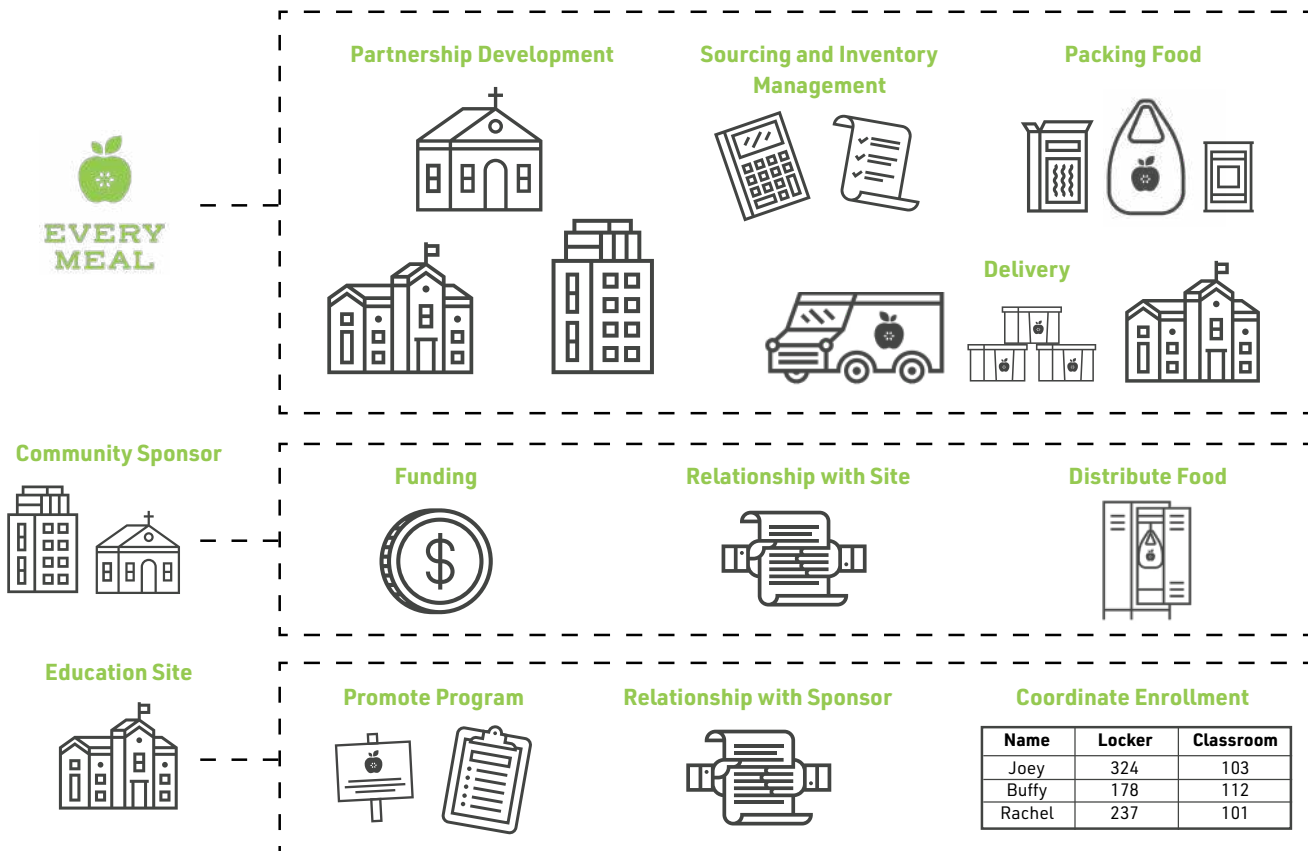 Partnership Development
Sourcing and Inventory
Management
Packing Food
EVERY
MEAL
Delivery
Community Sponsor
Funding
$
Relationship with Site
Distribute Food
Education Site
Promote Program
Relationship with Sponsor
Coordinate Enrollment
Name Locker Classroom
Joey 324 103
Buffy 178 112
Rachel 237 101